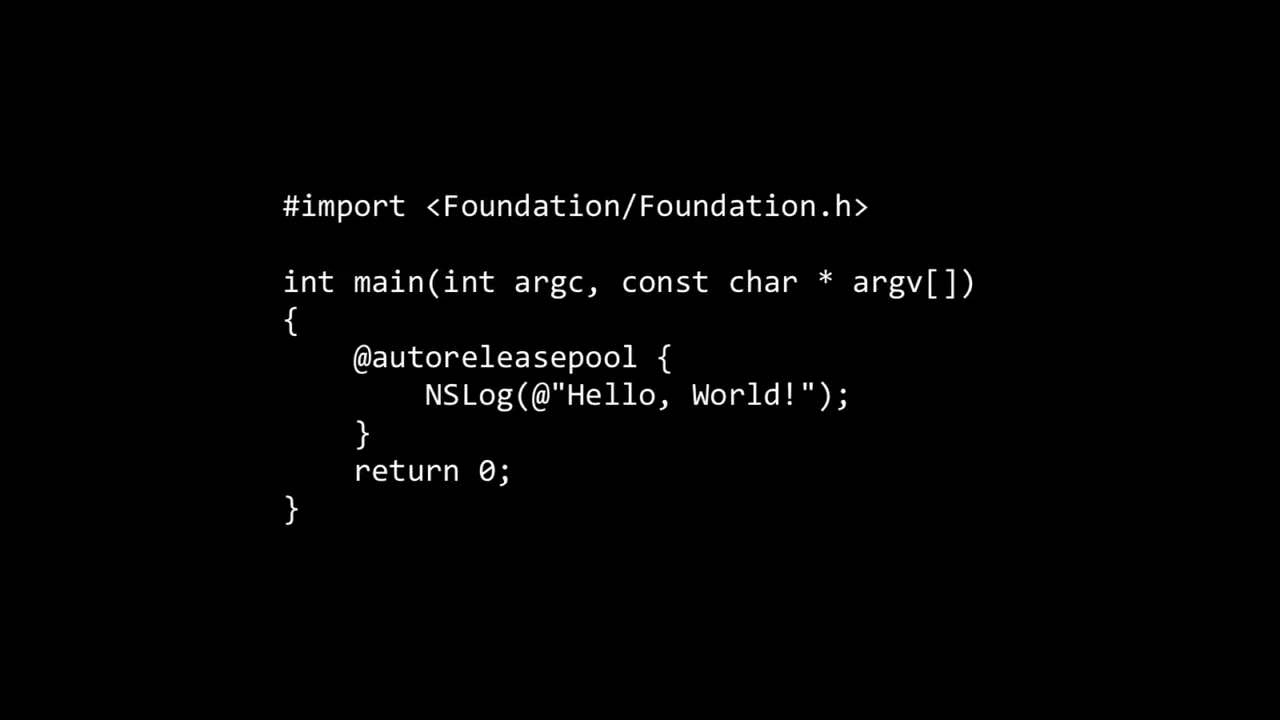 #import <Foundation/Foundation.h>

int main(int argc, const char * argv[])
{
    @autoreleasepool {
        NSLog(@"Hello, World!");
    }
    return 0;
}